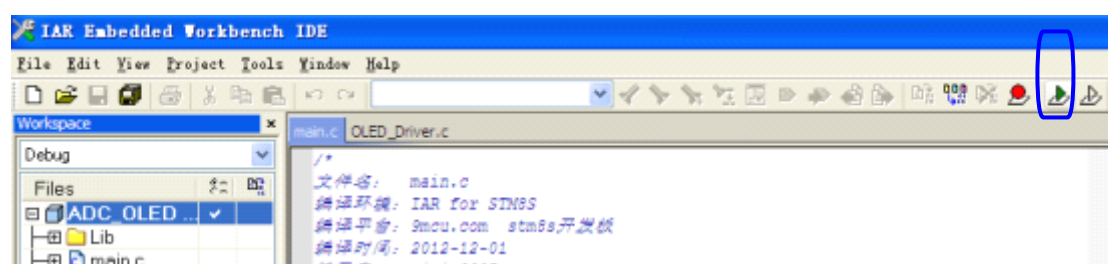 IAR Embedded Workbench IDE
File Edit View Project Tools Window Help
Workspace
main.c OLED_Driver.c
Debug
Files
ADC_OLED ...
Lib
main.c
/*
文件名: main.c
编译环境: IAR for STM8S
编译平台: 9mcu.com stm8s开发板
编译时间: 2012-12-01